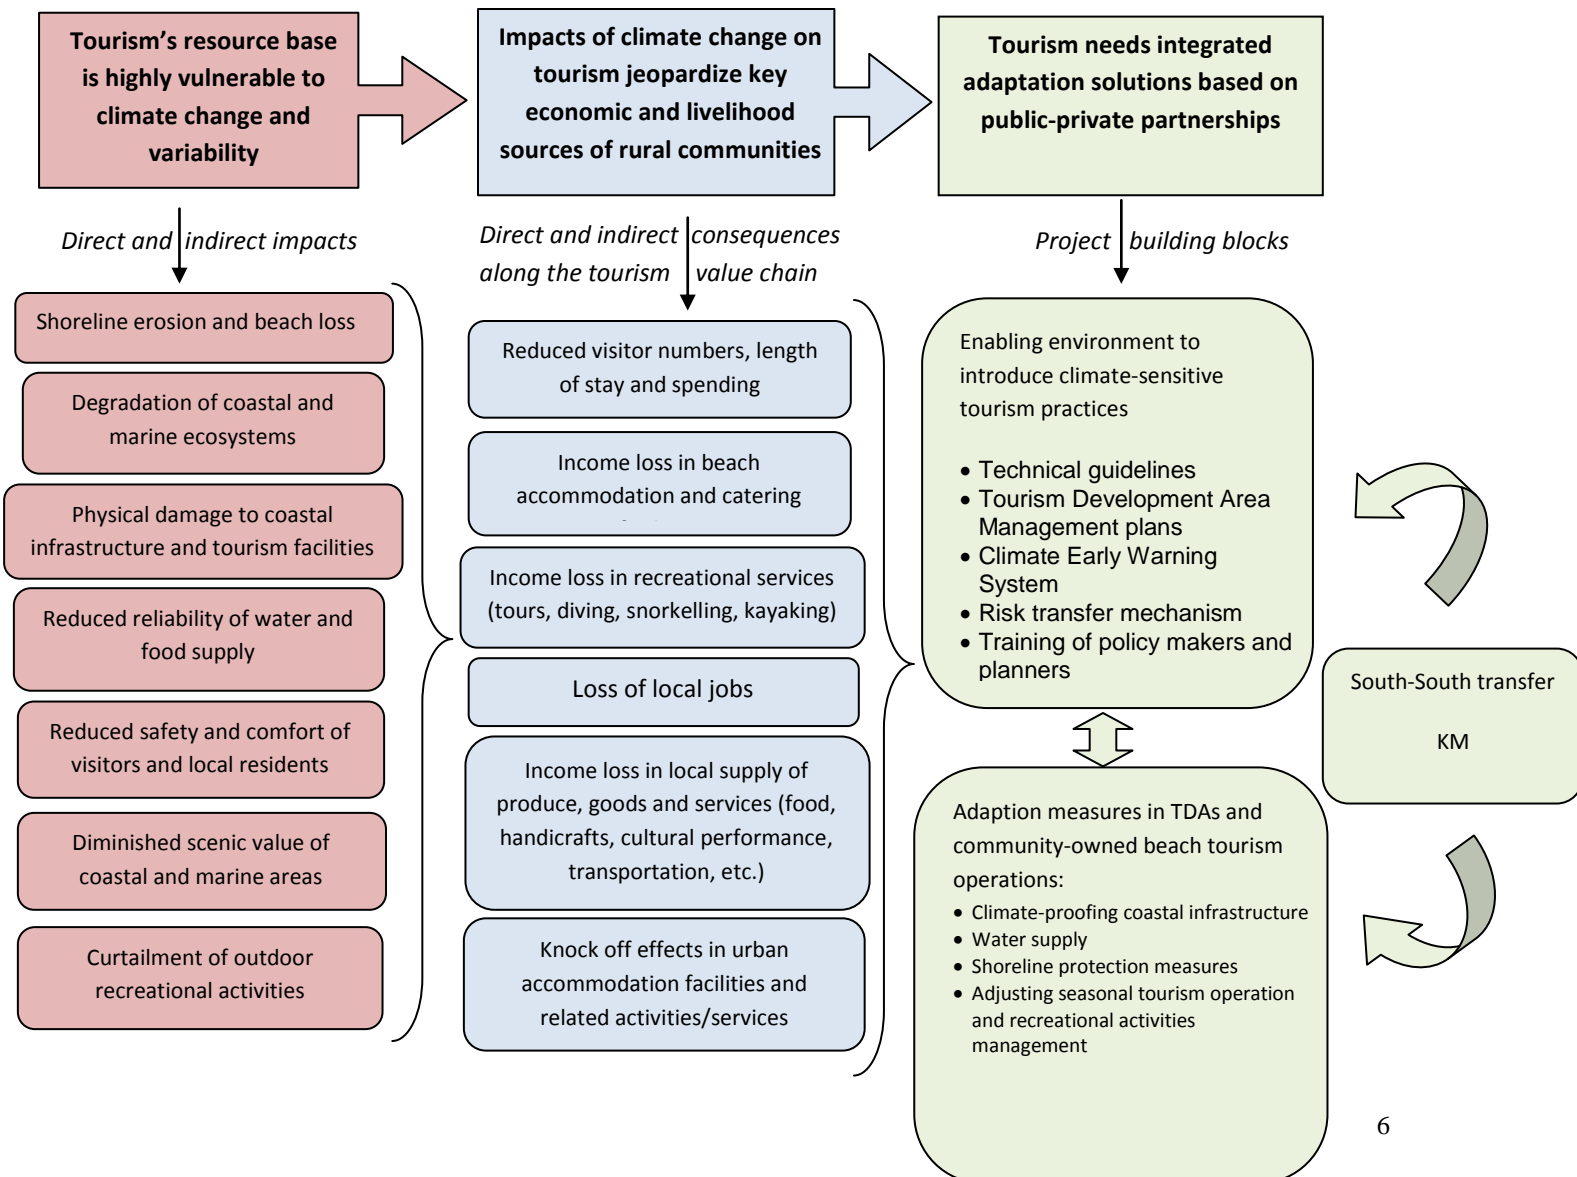 Tourism's resource base
is highly vulnerable to
climate change and
variability
Impacts of climate change on
tourism jeopardize key
economic and livelihood
sources of rural communities
Tourism needs integrated
adaptation solutions based on
public-private partnerships
Direct and indirect impacts
Direct and indirect consequences
along the tourism value chain
Project building blocks
Shoreline erosion and beach loss
Degradation of coastal and
marine ecosystems
Physical damage to coastal
infrastructure and tourism facilities
Reduced reliability of water and
food supply
Reduced safety and comfort of
visitors and local residents
Diminished scenic value of
coastal and marine areas
Curtailment of outdoor
recreational activities
Reduced visitor numbers, length
of stay and spending
Income loss in beach
accommodation and catering
Income loss in recreational services
(tours, diving, snorkelling, kayaking)
Loss of local jobs
Income loss in local supply of
produce, goods and services (food,
handicrafts, cultural performance,
transportation, etc.)
Knock off effects in urban
accommodation facilities and
related activities/services
Enabling environment to
introduce climate-sensitive
tourism practices
• Technical guidelines
• Tourism Development Area
Management plans
• Climate Early Warning
System
• Risk transfer mechanism
• Training of policy makers and
planners
Adaption measures in TDAs and
community-owned beach tourism
operations:
• Climate-proofing coastal infrastructure
• Water supply
• Shoreline protection measures
• Adjusting seasonal tourism operation
and recreational activities
management
South-South transfer
KM
6